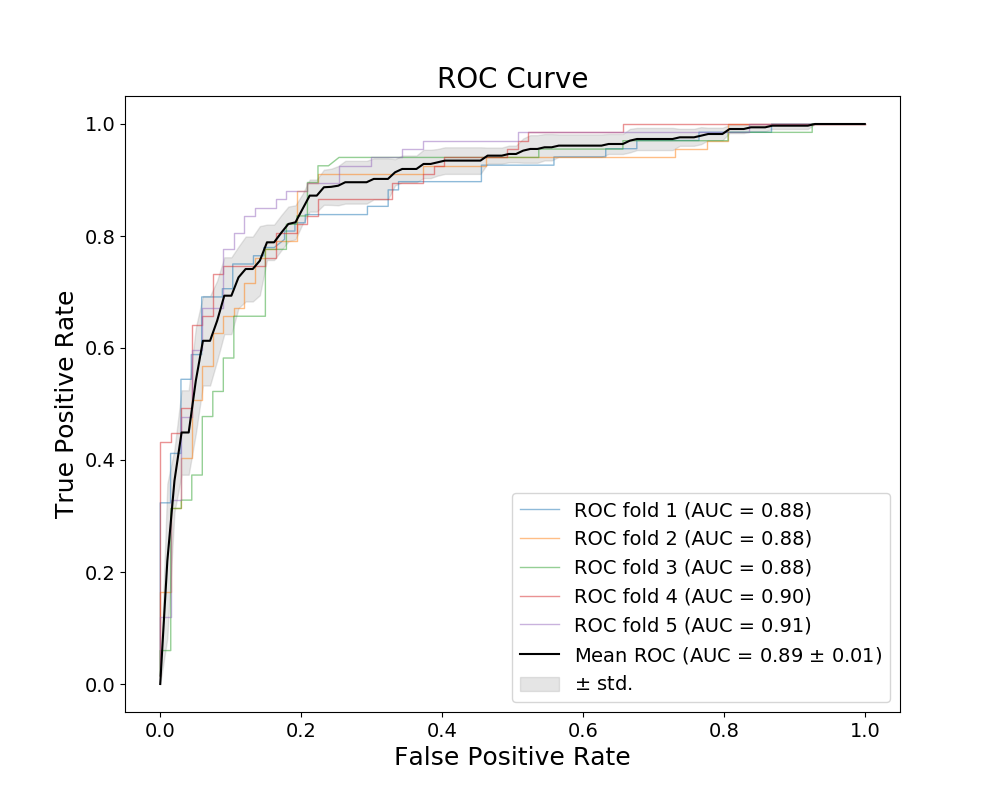 ROC Curve
True Positive Rate
1.0
0.8
0.6
0.4
0.2
0.0
ROC fold 1 (AUC = 0.88)
ROC fold 2 (AUC = 0.88)
ROC fold 3 (AUC = 0.88)
ROC fold 4 (AUC = 0.90)
ROC fold 5 (AUC = 0.91)
Mean ROC (AUC = 0.89 ± 0.01)
± std.
0.0 0.2 0.4 0.6 0.8 1.0
False Positive Rate